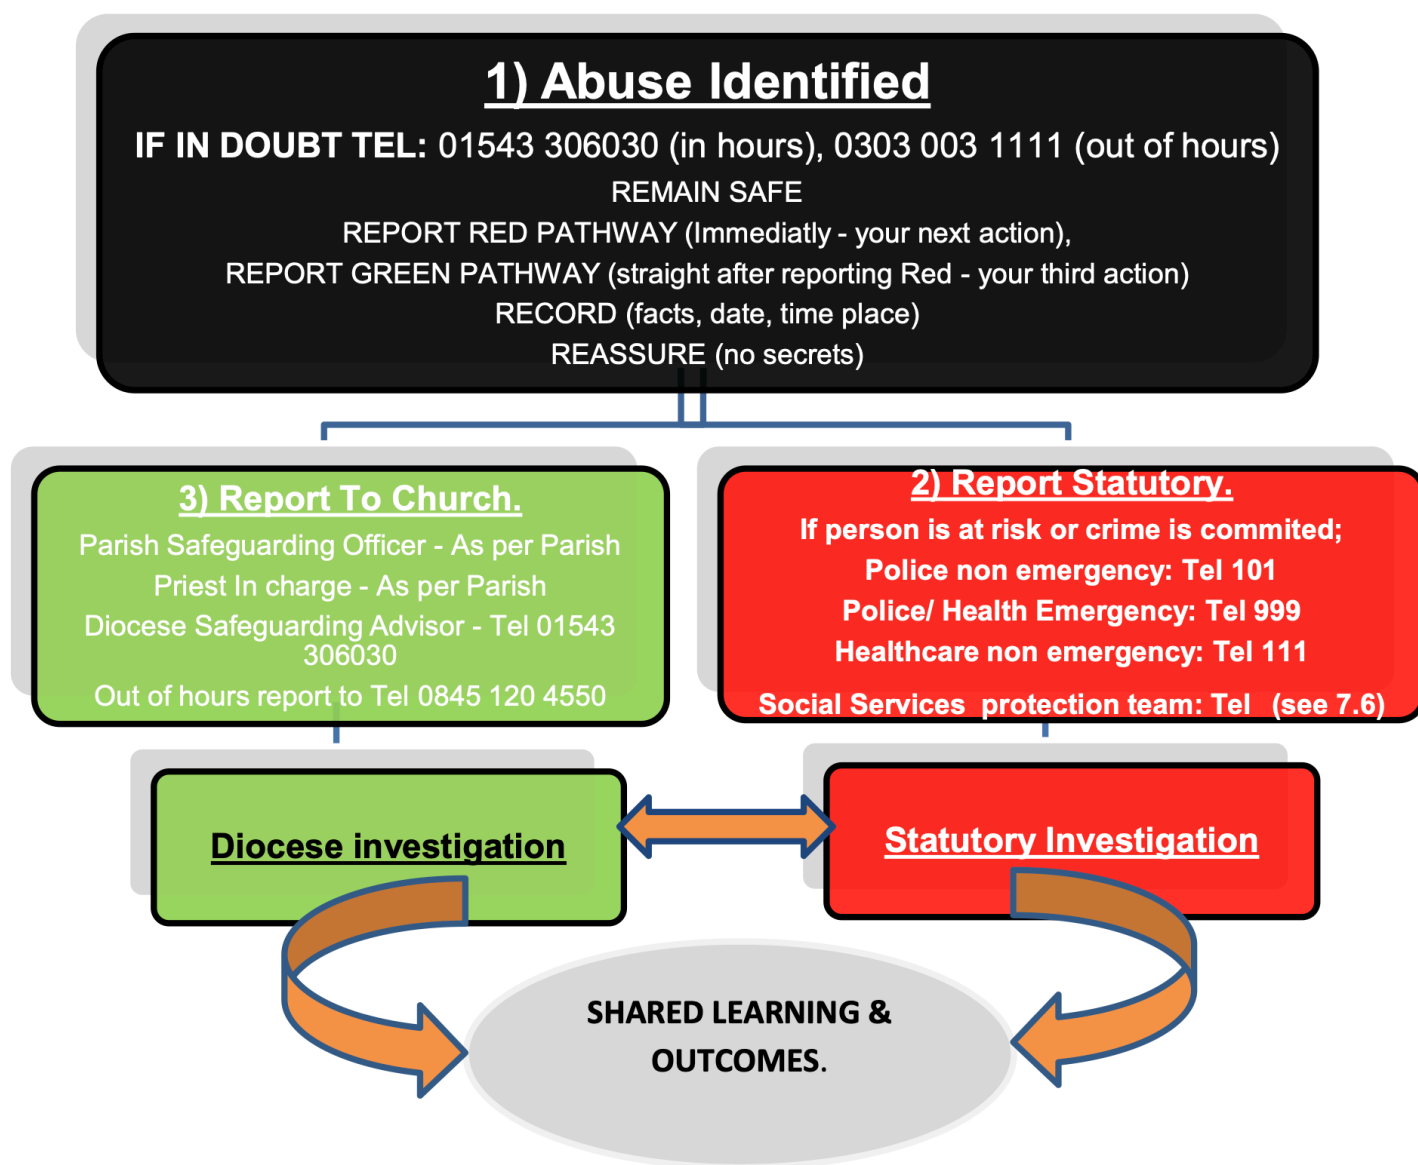 1) Abuse Identified
IF IN DOUBT TEL: 01543 306030 (in hours), 0303 003 1111 (out of hours)
REMAIN SAFE
REPORT RED PATHWAY (Immediatly - your next action),
REPORT GREEN PATHWAY (straight after reporting Red - your third action)
RECORD (facts, date, time place)
REASSURE (no secrets)
3) Report To Church.
Parish Safeguarding Officer - As per Parish
Priest In charge - As per Parish
Diocese Safeguarding Advisor - Tel 01543
306030
Out of hours report to Tel 0845 120 4550
2) Report Statutory.
If person is at risk or crime is commited;
Police non emergency: Tel 101
Police/ Health Emergency: Tel 999
Healthcare non emergency: Tel 111
Social Services  protection team: Tel  (see 7.6)
Diocese investigation
Statutory Investigation
SHARED LEARNING &
OUTCOMES.